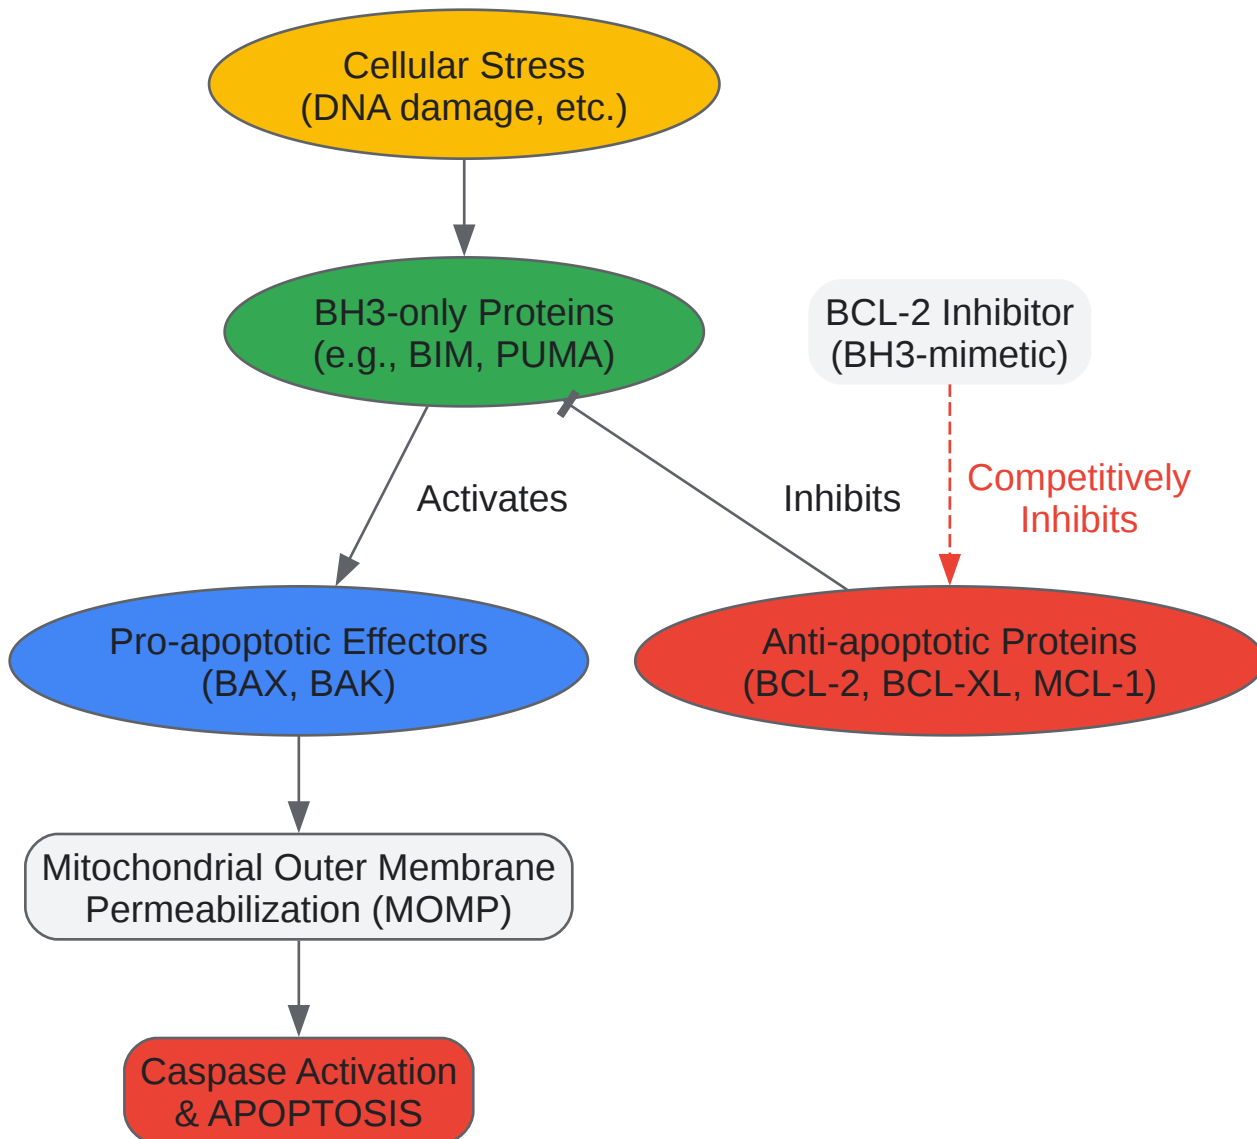 Cellular Stress
(DNA damage, etc.)
BH3-only Proteins
(e.g., BIM, PUMA)
BCL-2 Inhibitor
(BH3-mimetic)
Activates
Inhibits
Competitively
Inhibits
Pro-apoptotic Effectors
(BAX, BAK)
Anti-apoptotic Proteins
(BCL-2, BCL-XL, MCL-1)
Mitochondrial Outer Membrane
Permeabilization (MOMP)
Caspase Activation
& APOPTOSIS